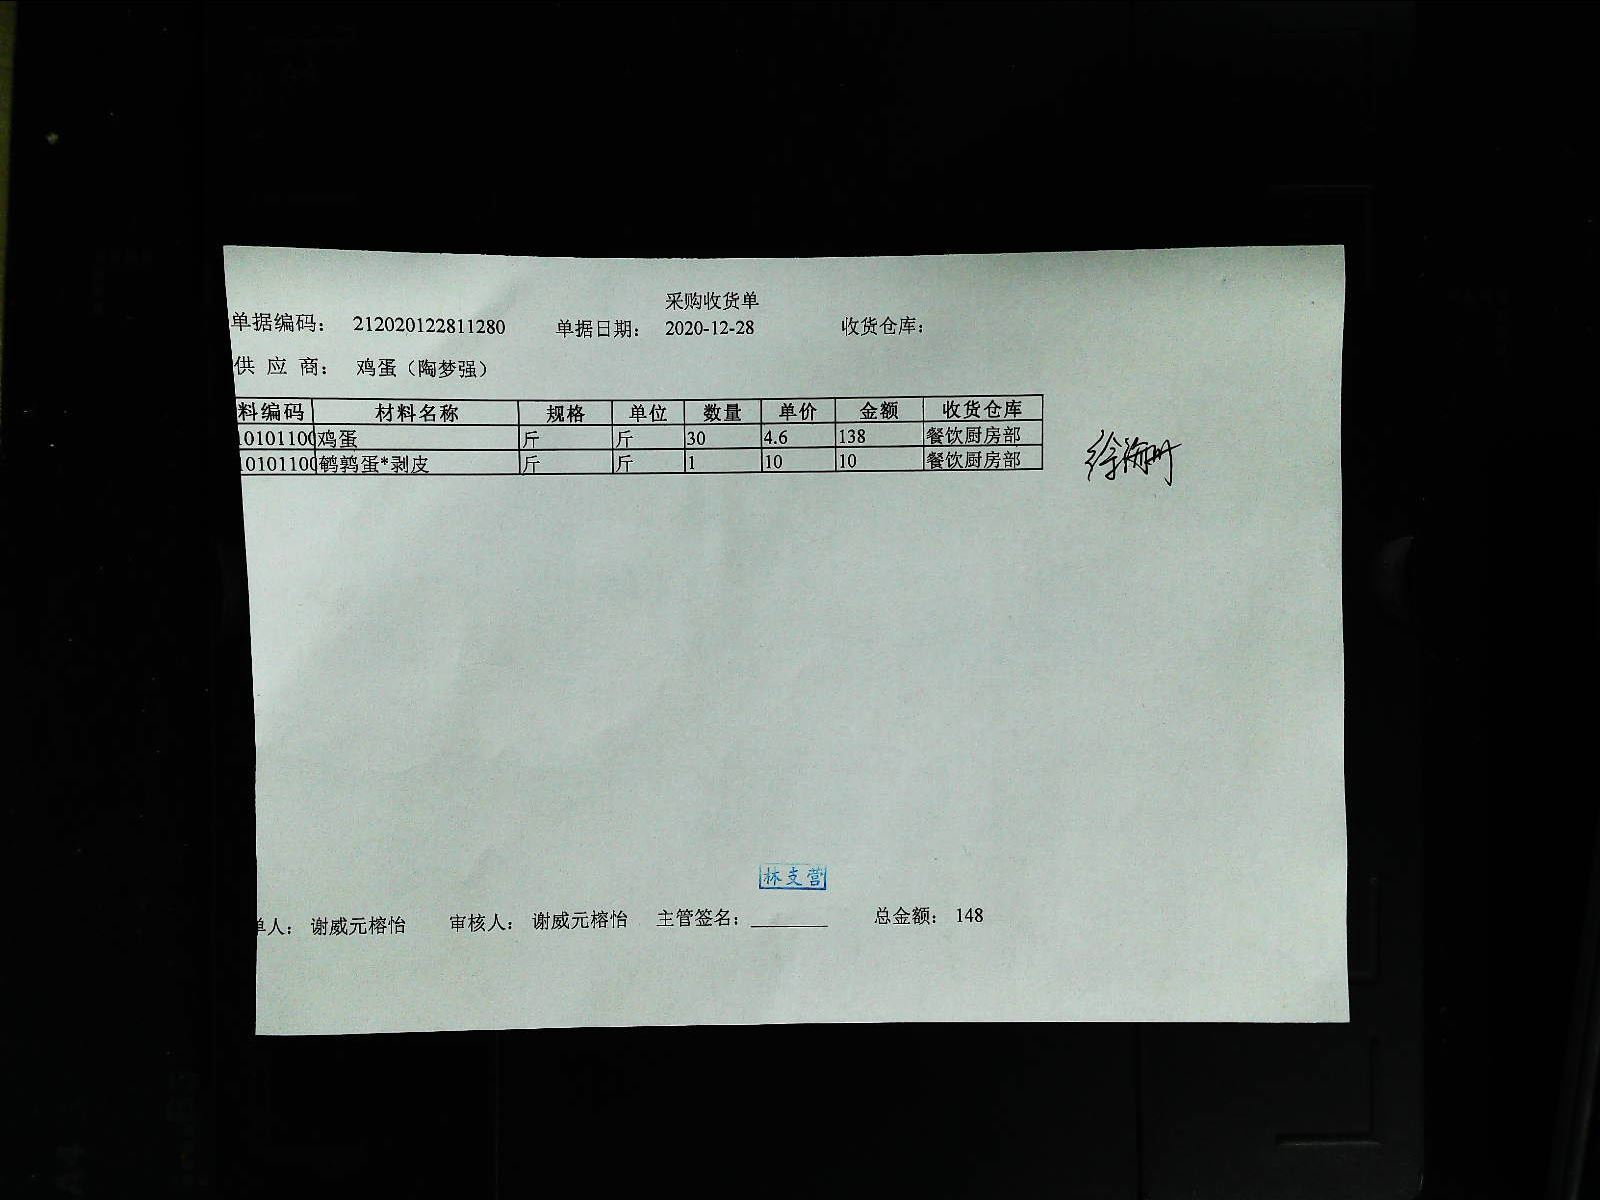 采购收货单
单据编码： 212020122811280 单据日期： 2020-12-28 收货仓库：
供 应 商： 鸡蛋（陶梦强）
料编码 材料名称 规格 单位 数量 单价 金额 收货仓库
10101100 鸡蛋 斤 斤 30 4.6 138 餐饮厨房部
10101100 鹌鹑蛋*剥皮 斤 斤 1 10 10 餐饮厨房部
林支营
单人： 谢威元榕怡 审核人： 谢威元榕怡 主管签名： 总金额： 148